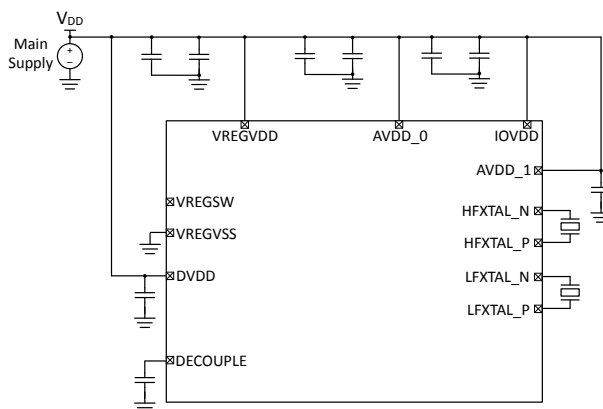 VDD
Main
Supply
+
–
VREGVDD
AVDD_0
IOVDD
AVDD_1
VREGSW
HFXTAL_N
VREGVSS
HFXTAL_P
DVDD
LFXTAL_N
LFXTAL_P
DECOUPLE